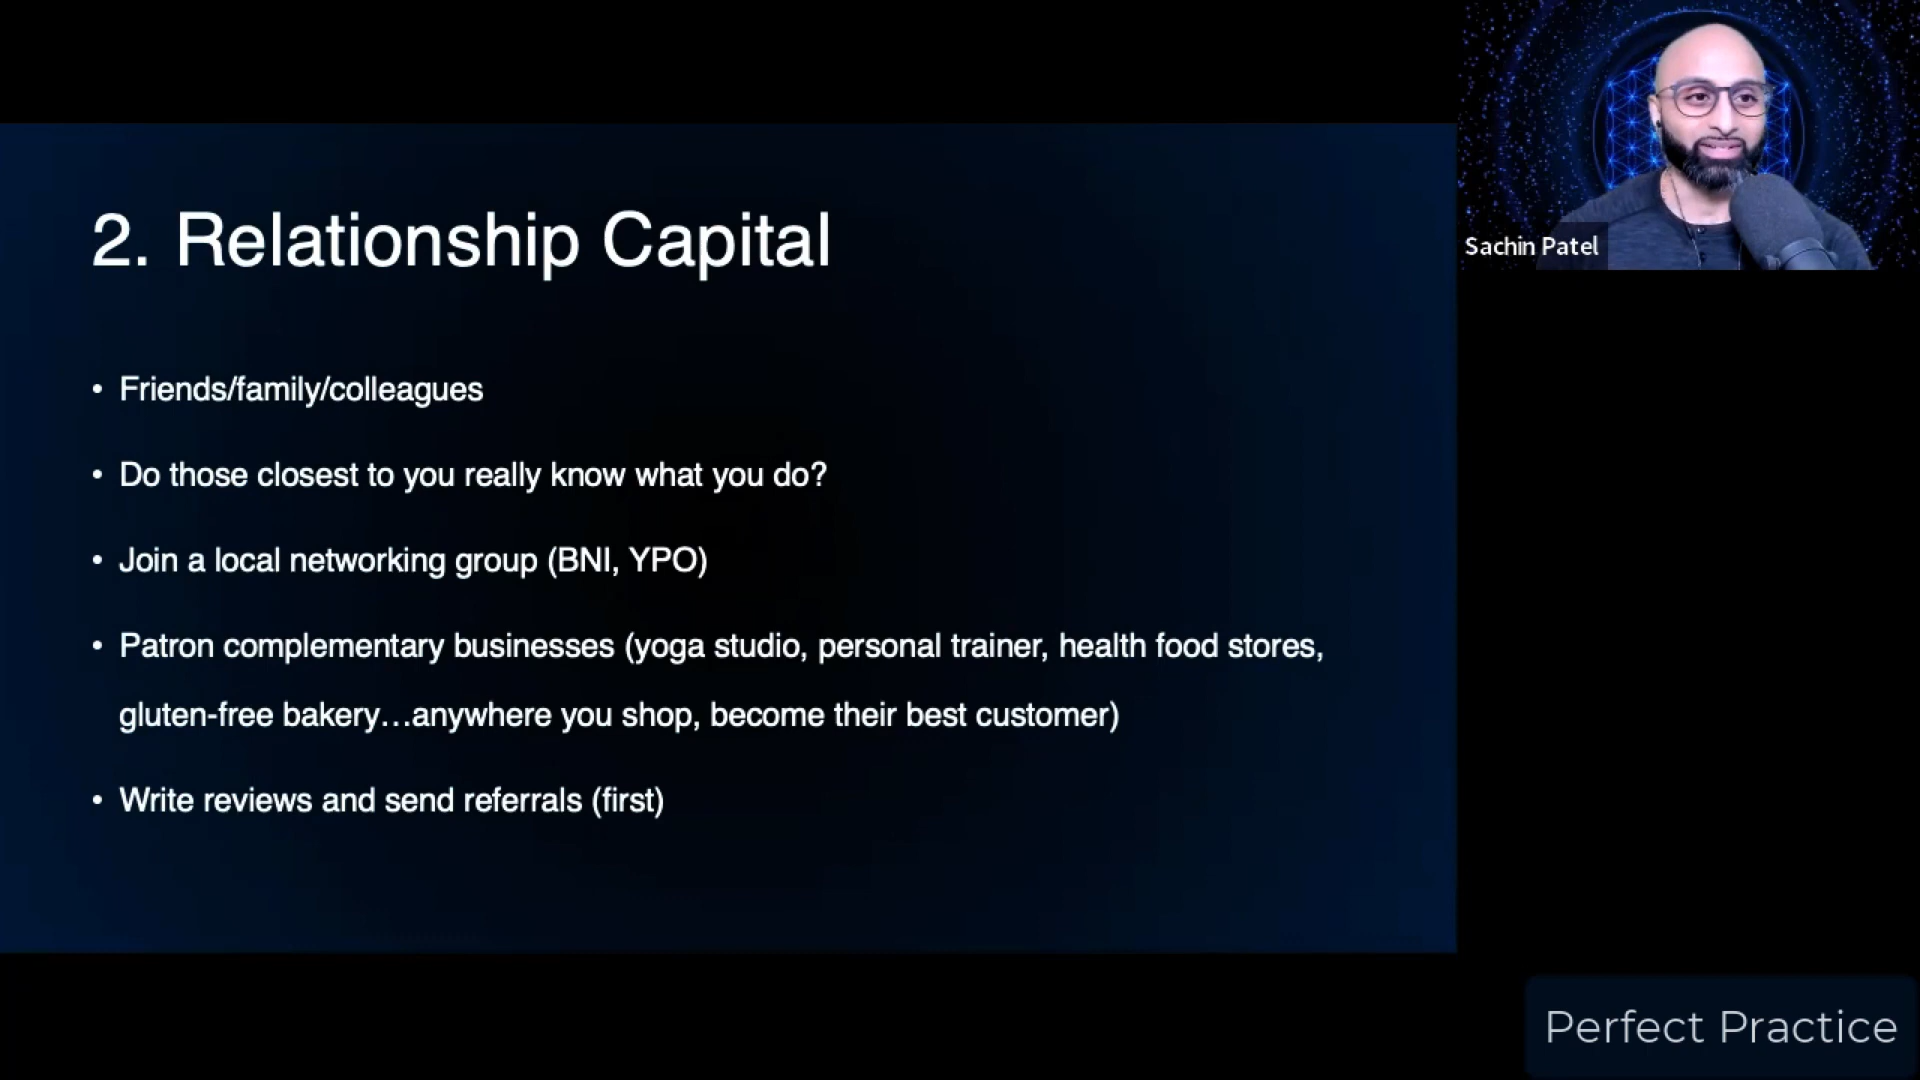 2. Relationship Capital
• Friends/family/colleagues
• Do those closest to you really know what you do?
• Join a local networking group (BNI, YPO)
• Patron complementary businesses (yoga studio, personal trainer, health food stores,
gluten-free bakery…anywhere you shop, become their best customer)
• Write reviews and send referrals (first)
Sachin Patel
Perfect Practice